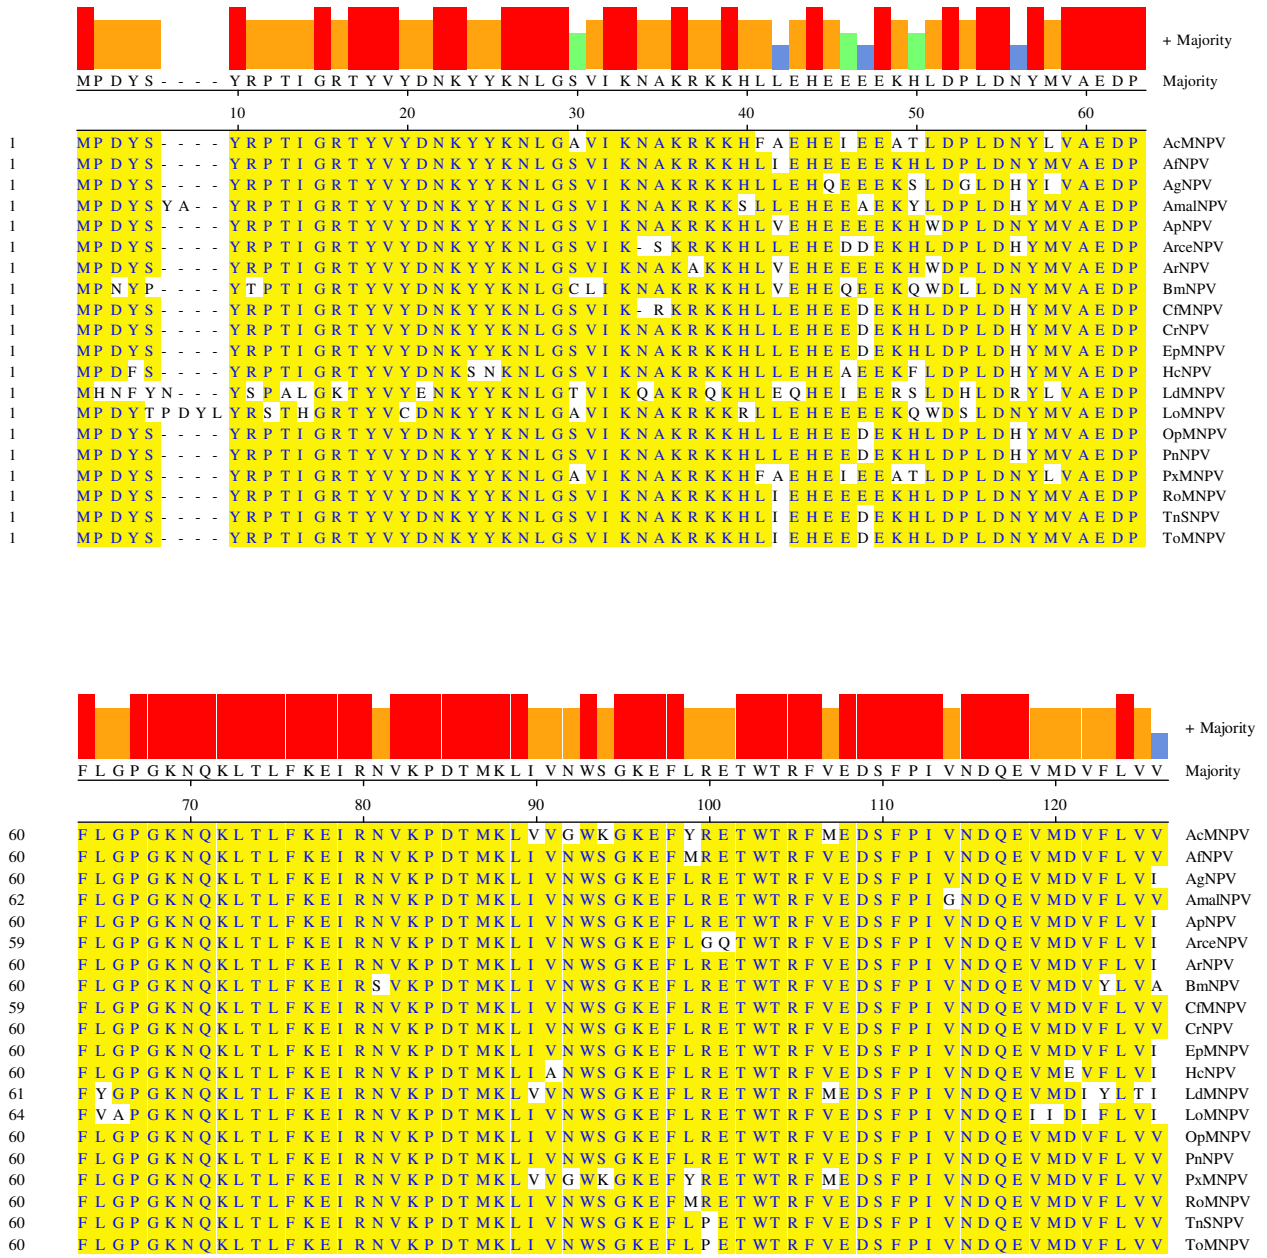 + Majority
MPDYS----YRPTIGRTYVYDNKYYKNLGSVIKNAKRKKHLLEHEEEEKHLDPLDNYMVAEDP Majority
10 20 30 40 50 60
1 MPDYS----YRPTIGRTYVYDNKYYKNLGAVIKNAKRKKHFAEHEIEEATLDPLDNYLVAEDP AcMNPV
1 MPDYS----YRPTIGRTYVYDNKYYKNLGSVIKNAKRKKHLIEHEEEEKHLDPLDNYMVAEDP AfNPV
1 MPDYS----YRPTIGRTYVYDNKYYKNLGSVIKNAKRKKHLLEHQEEEKSLDGLDHYIVAEDP AgNPV
1 MPDYSYA--YRPTIGRTYVYDNKYYKNLGSVIKNAKRKKSLLEHEEAEKYLDPLDHYMVAEDP AmalNPV
1 MPDYS----YRPTIGRTYVYDNKYYKNLGSVIKNAKRKKHLVEHEEEEKHWDPLDNYMVAEDP ApNPV
1 MPDYS----YRPTIGRTYVYDNKYYKNLGSVIK-SKRKKHLLEHEDDEKHLDPLDHYMVAEDP ArceNPV
1 MPDYS----YRPTIGRTYVYDNKYYKNLGSVIKNAKAKKHLVEHEEEEKHWDPLDNYMVAEDP ArNPV
1 MPNYP----YTPTIGRTYVYDNKYYKNLGCLIKNAKRKKHLVEHEQEEKQWDLLDNYMVAEDP BmNPV
1 MPDYS----YRPTIGRTYVYDNKYYKNLGSVIK-RKRKKHLLEHEEDEKHLDPLDHYMVAEDP CfMNPV
1 MPDYS----YRPTIGRTYVYDNKYYKNLGSVIKNAKRKKHLLEHEEDEKHLDPLDHYMVAEDP CrNPV
1 MPDYS----YRPTIGRTYVYDNKYYKNLGSVIKNAKRKKHLLEHEEDEKHLDPLDHYMVAEDP EpMNPV
1 MPDFS----YRPTIGRTYVYDNKSNKNLGSVIKNAKRKKHLLEHEAEEKFLDPLDHYMVAEDP HcNPV
1 MHNFYN---YSPALGKTYVYENKYYKNLGTVIKQAKRQKHLEQHEIEERSLDHLDRYLVAEDP LdMNPV
1 MPDYTPDYLYRSTHGRTYVCDNKYYKNLGAVIKNAKRKKRLLEHEEEEKQWDSLDNYMVAEDP LoMNPV
1 MPDYS----YRPTIGRTYVYDNKYYKNLGSVIKNAKRKKHLLEHEEDEKHLDPLDHYMVAEDP OpMNPV
1 MPDYS----YRPTIGRTYVYDNKYYKNLGSVIKNAKRKKHLLEHEEDEKHLDPLDHYMVAEDP PnNPV
1 MPDYS----YRPTIGRTYVYDNKYYKNLGAVIKNAKRKKHFAEHEIEEATLDPLDNYLVAEDP PxMNPV
1 MPDYS----YRPTIGRTYVYDNKYYKNLGSVIKNAKRKKHLIEHEEEEKHLDPLDNYMVAEDP RoMNPV
1 MPDYS----YRPTIGRTYVYDNKYYKNLGSVIKNAKRKKHLIEHEEDEKHLDPLDNYMVAEDP TnSNPV
1 MPDYS----YRPTIGRTYVYDNKYYKNLGSVIKNAKRKKHLIEHEEDEKHLDPLDNYMVAEDP ToMNPV
+ Majority
FLGPGKNQKLTLFKEIRNVKPDTMKLIVNWSGKEFLRETWTRFVEDSFPIVNDQEVMDVFLVV Majority
70 80 90 100 110 120
60 FLGPGKNQKLTLFKEIRNVKPDTMKLVVGWKGKEFYRETWTRFMEDSFPIVNDQEVMDVFLVV AcMNPV
60 FLGPGKNQKLTLFKEIRNVKPDTMKLIVNWSGKEFMRETWTRFVEDSFPIVNDQEVMDVFLVV AfNPV
60 FLGPGKNQKLTLFKEIRNVKPDTMKLIVNWSGKEFLRETWTRFVEDSFPIVNDQEVMDVFLVI AgNPV
62 FLGPGKNQKLTLFKEIRNVKPDTMKLIVNWSGKEFLRETWTRFVEDSFPIGNDQEVMDVFLVV AmalNPV
60 FLGPGKNQKLTLFKEIRNVKPDTMKLIVNWSGKEFLRETWTRFVEDSFPIVNDQEVMDVFLVI ApNPV
59 FLGPGKNQKLTLFKEIRNVKPDTMKLIVNWSGKEFLGQTWTRFVEDSFPIVNDQEVMDVFLVI ArceNPV
60 FLGPGKNQKLTLFKEIRNVKPDTMKLIVNWSGKEFLRETWTRFVEDSFPIVNDQEVMDVFLVI ArNPV
60 FLGPGKNQKLTLFKEIRSVKPDTMKLIVNWSGKEFLRETWTRFVEDSFPIVNDQEVMDVYLVA BmNPV
59 FLGPGKNQKLTLFKEIRNVKPDTMKLIVNWSGKEFLRETWTRFVEDSFPIVNDQEVMDVFLVV CfMNPV
60 FLGPGKNQKLTLFKEIRNVKPDTMKLIVNWSGKEFLRETWTRFVEDSFPIVNDQEVMDVFLVV CrNPV
60 FLGPGKNQKLTLFKEIRNVKPDTMKLIVNWSGKEFLRETWTRFVEDSFPIVNDQEVMDVFLVI EpMNPV
60 FLGPGKNQKLTLFKEIRNVKPDTMKLIANWSGKEFLRETWTRFVEDSFPIVNDQEVMEVFLVI HcNPV
61 FYGPGKNQKLTLFKEIRNVKPDTMKLVVNWSGKEFLRETWTRFMEDSFPIVNDQEVMDIYLTI LdMNPV
64 FVAPGKNQKLTLFKEIRNVKPDTMKLIVNWSGKEFLRETWTRFVEDSFPIVNDQEIIDIFLVI LoMNPV
60 FLGPGKNQKLTLFKEIRNVKPDTMKLIVNWSGKEFLRETWTRFVEDSFPIVNDQEVMDVFLVV OpMNPV
60 FLGPGKNQKLTLFKEIRNVKPDTMKLIVNWSGKEFLRETWTRFVEDSFPIVNDQEVMDVFLVV PnNPV
60 FLGPGKNQKLTLFKEIRNVKPDTMKLVVGWKGKEFYRETWTRFMEDSFPIVNDQEVMDVFLVV PxMNPV
60 FLGPGKNQKLTLFKEIRNVKPDTMKLIVNWSGKEFMRETWTRFVEDSFPIVNDQEVMDVFLVV RoMNPV
60 FLGPGKNQKLTLFKEIRNVKPDTMKLIVNWSGKEFLPETWTRFVEDSFPIVNDQEVMDVFLVV TnSNPV
60 FLGPGKNQKLTLFKEIRNVKPDTMKLIVNWSGKEFLPETWTRFVEDSFPIVNDQEVMDVFLVV ToMNPV